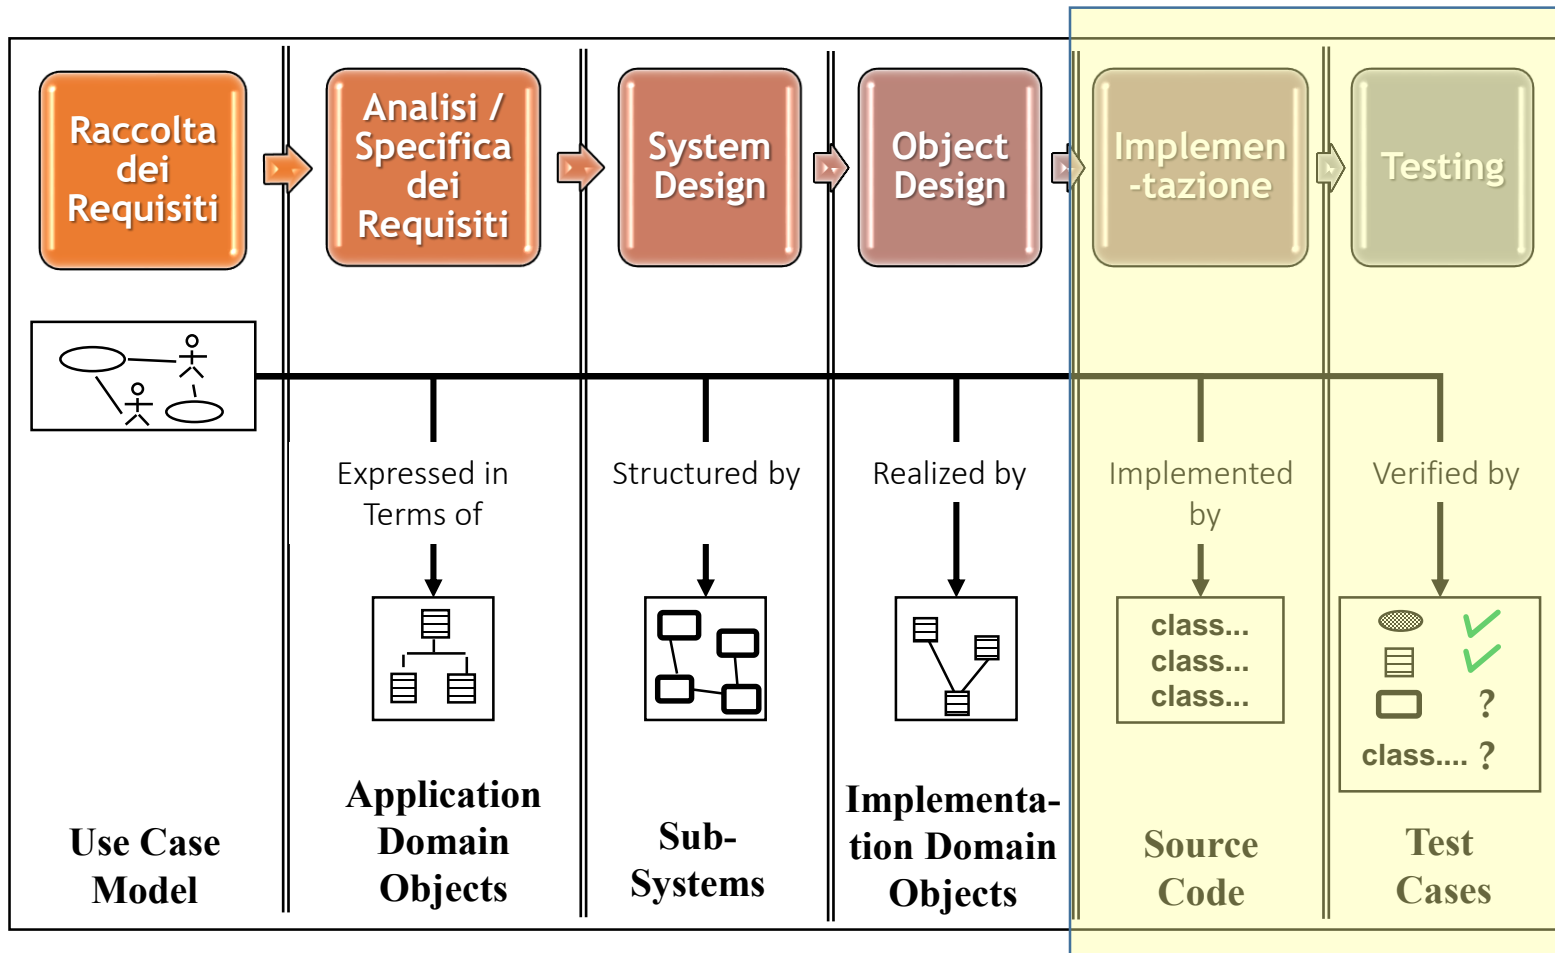 Raccolta
dei
Requisiti
Analisi /
Specifica
dei
Requisiti
System
Design
Object
Design
Implemen
-tazione
Testing
Expressed in
Terms of
Structured by
Realized by
Implemented
by
Verified by
class...
class...
class...
?
class.... ?
Use Case
Model
Application
Domain
Objects
Sub-
Systems
Implementa-
tion Domain
Objects
Source
Code
Test
Cases